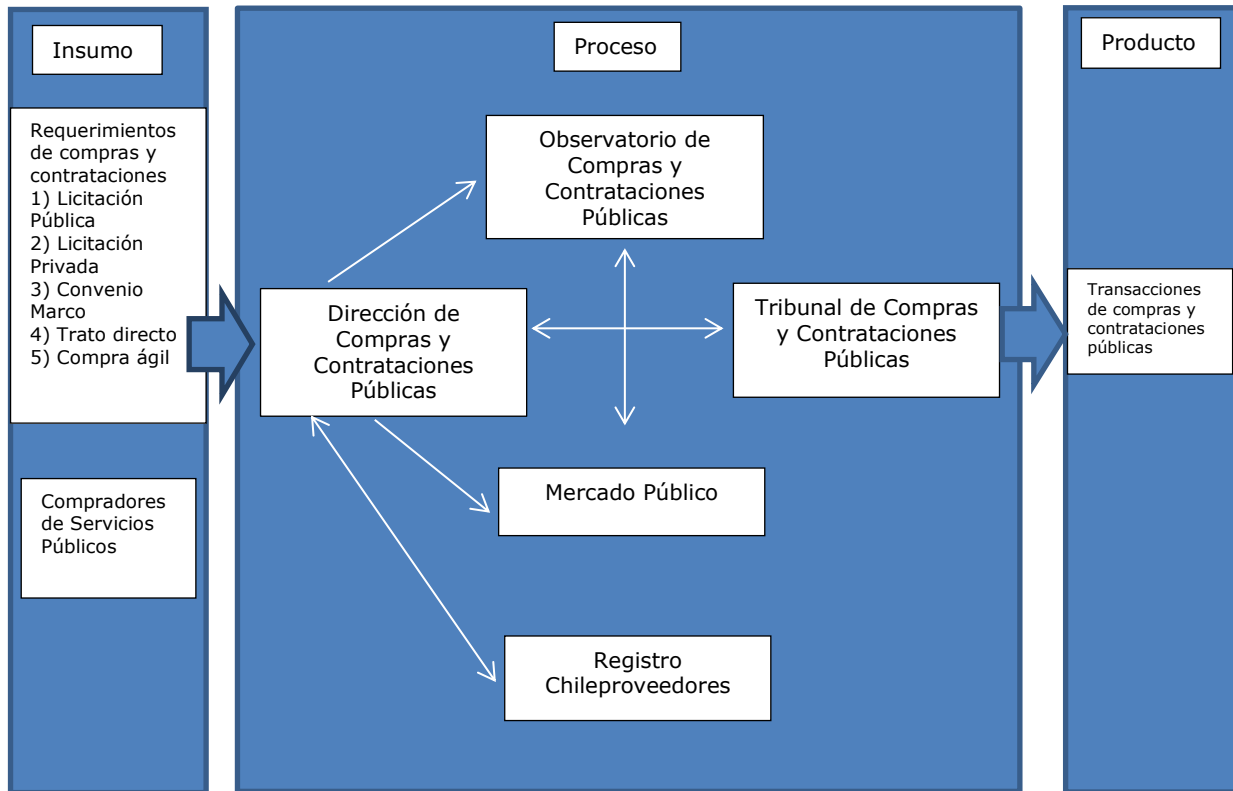 Insumo
Requerimientos
de compras y
contrataciones
1) Licitación
Pública
2) Licitación
Privada
3) Convenio
Marco
4) Trato directo
5) Compra ágil
Compradores
de Servicios
Públicos
Proceso
Observatorio de
Compras y
Contrataciones
Públicas
Dirección de
Compras y
Contrataciones
Públicas
Tribunal de Compras
y Contrataciones
Públicas
Mercado Público
Registro
Chileproveedores
Producto
Transacciones
de compras y
contrataciones
públicas